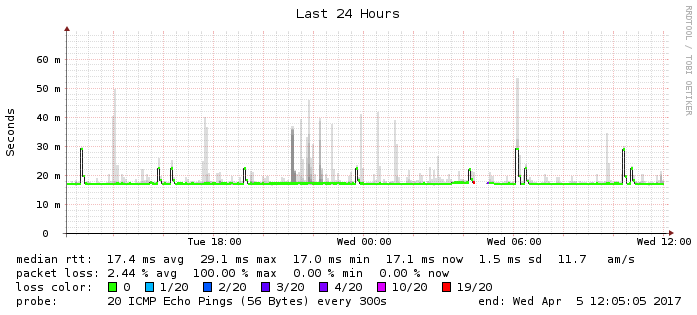 Last 24 Hours
RRDTOOL / TOBI OETIKER
Seconds
60 m
50 m
40 m
30 m
20 m
10 m
0
Tue 18:00 Wed 00:00 Wed 06:00 Wed 12:00
median rtt: 17.4 ms avg 29.1 ms max 17.0 ms min 17.1 ms now 1.5 ms sd 11.7 am/s
packet loss: 2.44 % avg 100.00 % max 0.00 % min 0.00 % now
loss color: 0 1/20 2/20 3/20 4/20 10/20 19/20
probe: 20 ICMP Echo Pings (56 Bytes) every 300s end: Wed Apr 5 12:05:05 2017